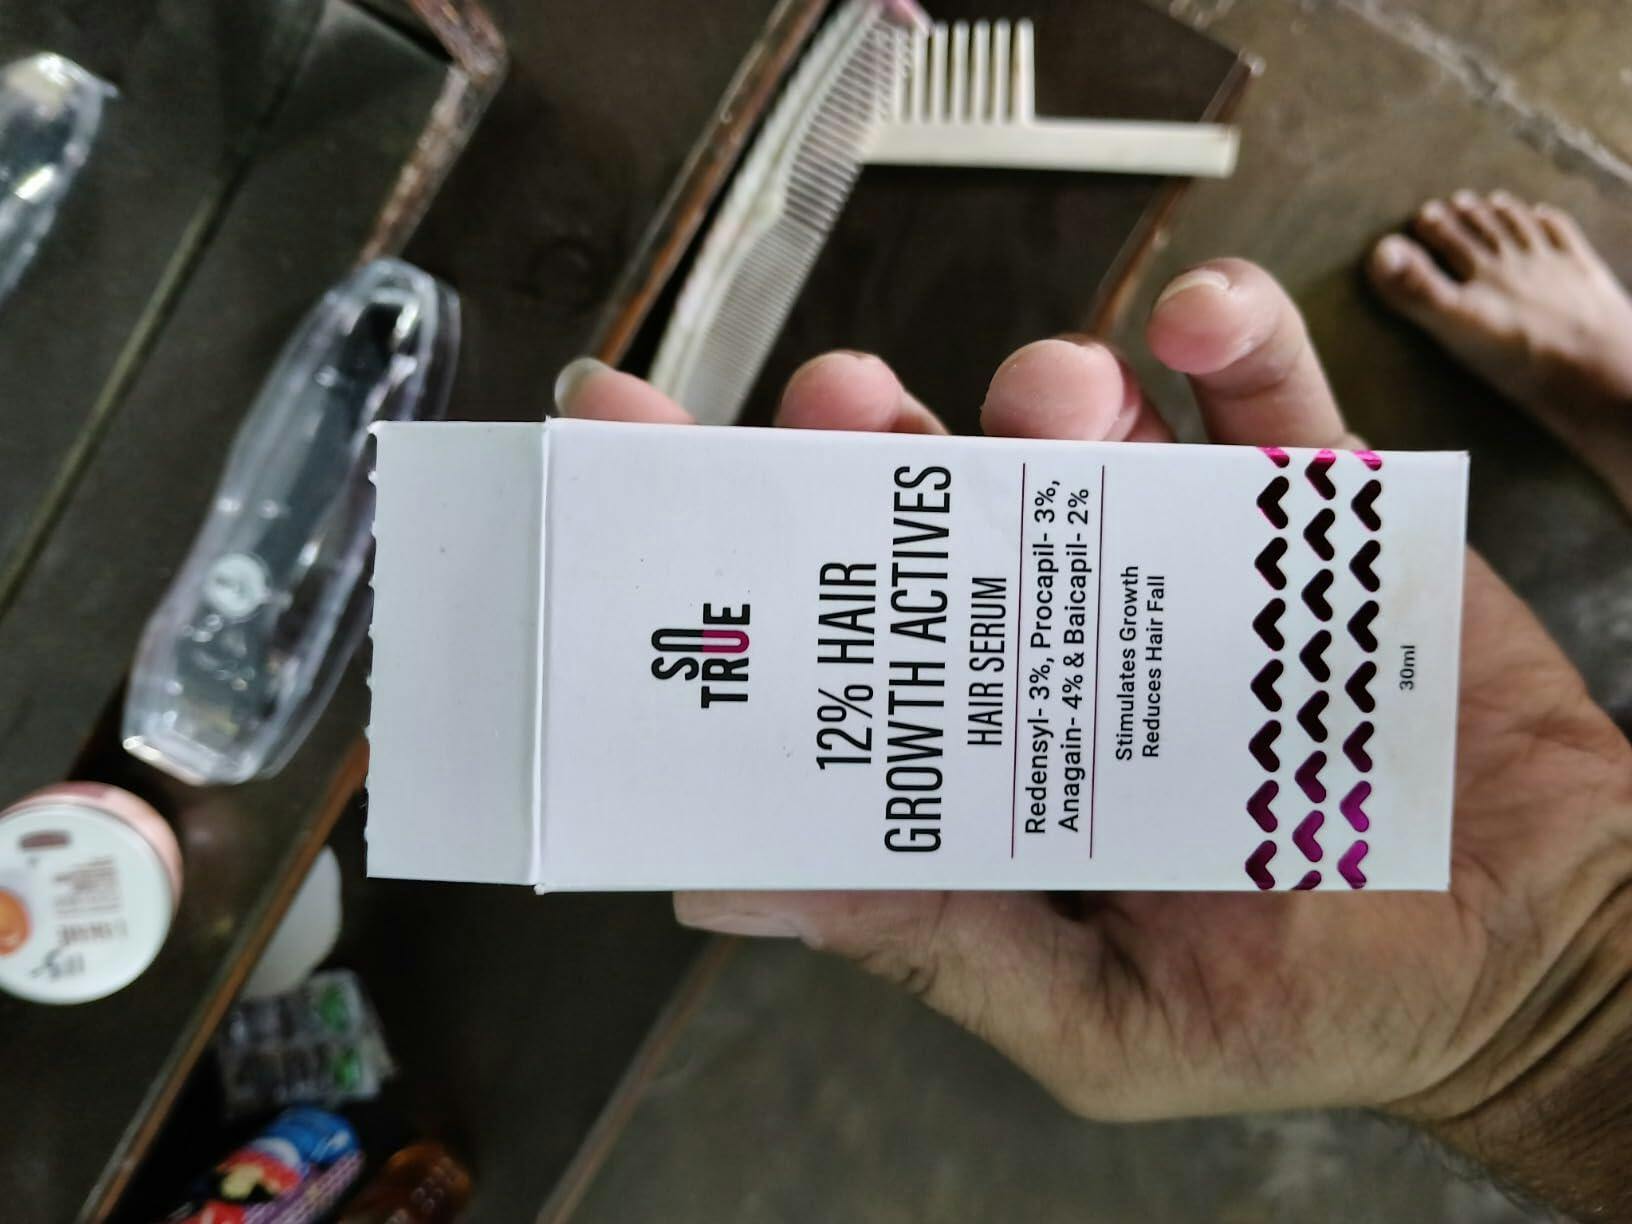 SO
TRUE
12% HAIR
GROWTH ACTIVES
HAIR SERUM
Redensyl- 3%, Procapil- 3%,
Anagain- 4% & Baicapil- 2%
Stimulates Growth
Reduces Hair Fall
30ml